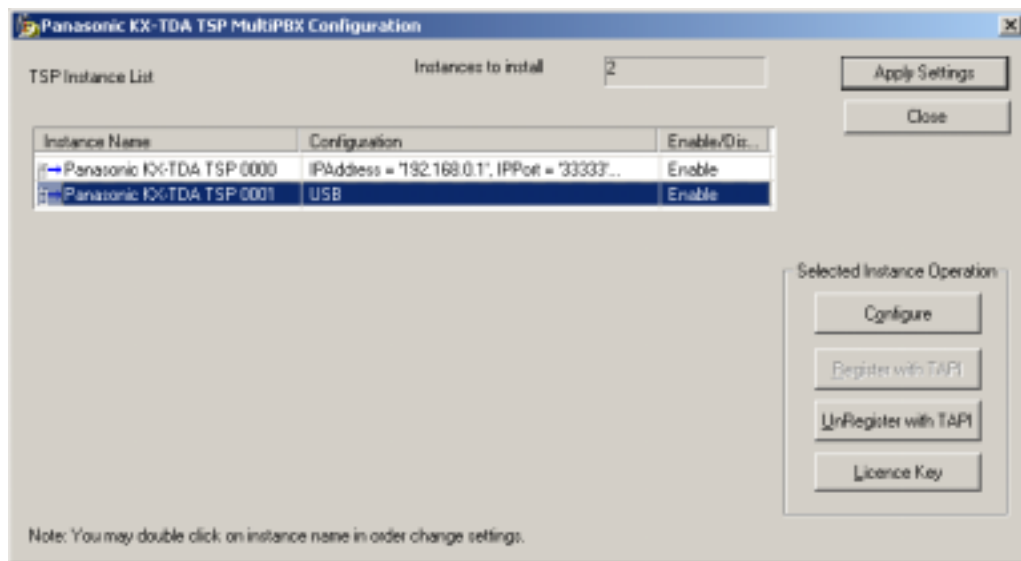 Panasonic KX-TDA TSP MultiPBX Configuration
TSP Instance List
Instances to install 2
Apply Settings
Close
Instance Name Configuration Enable/Dis...
Panasonic KX-TDA TSP 0000 IPAddress = "192.168.0.1", IPPort = "33333"... Enable
Panasonic KX-TDA TSP 0001 USB Enable
Selected Instance Operation
Configure
Register with TAPI
UnRegister with TAPI
Licence Key
Note: You may double click on instance name in order change settings.